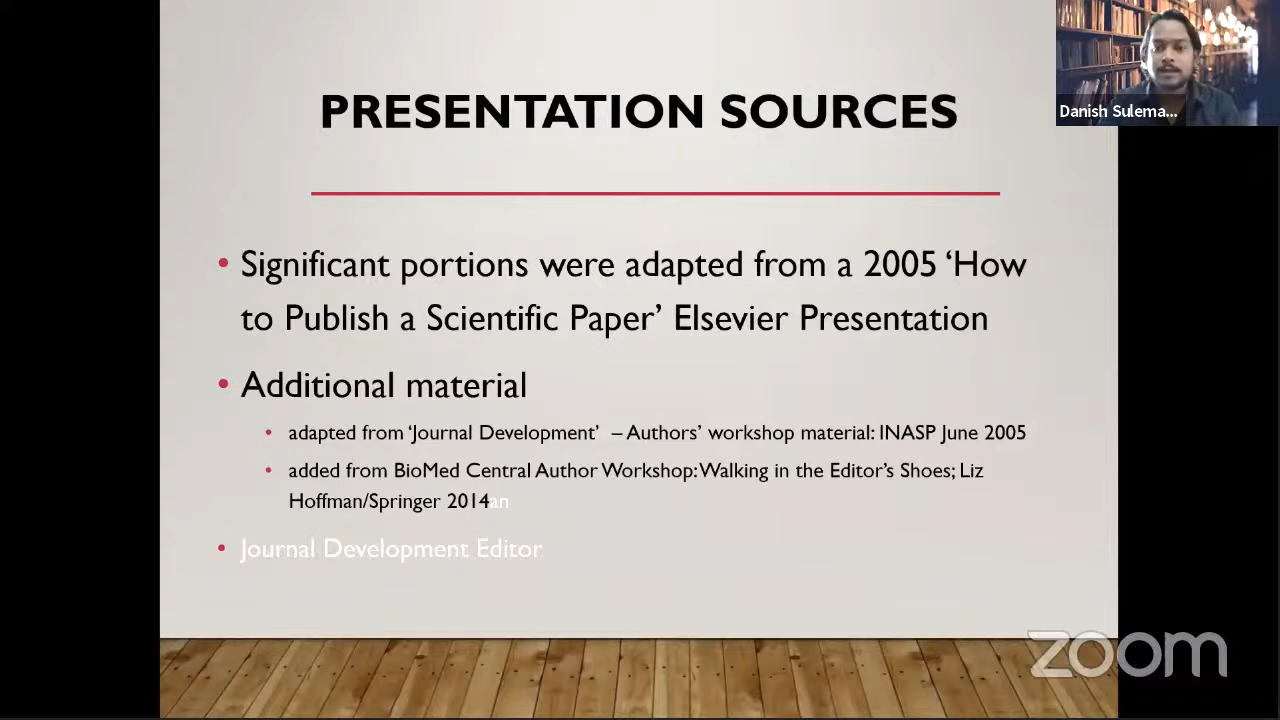 PRESENTATION SOURCES
Danish Sulema...
• Significant portions were adapted from a 2005 ‘How
to Publish a Scientific Paper’ Elsevier Presentation
• Additional material
• adapted from ‘Journal Development’ – Authors’ workshop material: INASP June 2005
• added from BioMed Central Author Workshop: Walking in the Editor’s Shoes; Liz
Hoffman/Springer 2014an
• Journal Development Editor
zoom